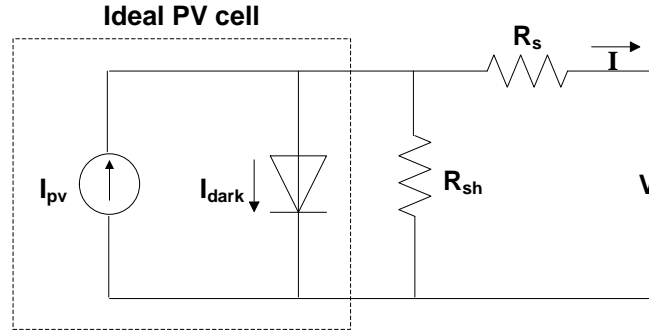 Ideal PV cell
Rs
I
Ipv
Idark
Rsh
V